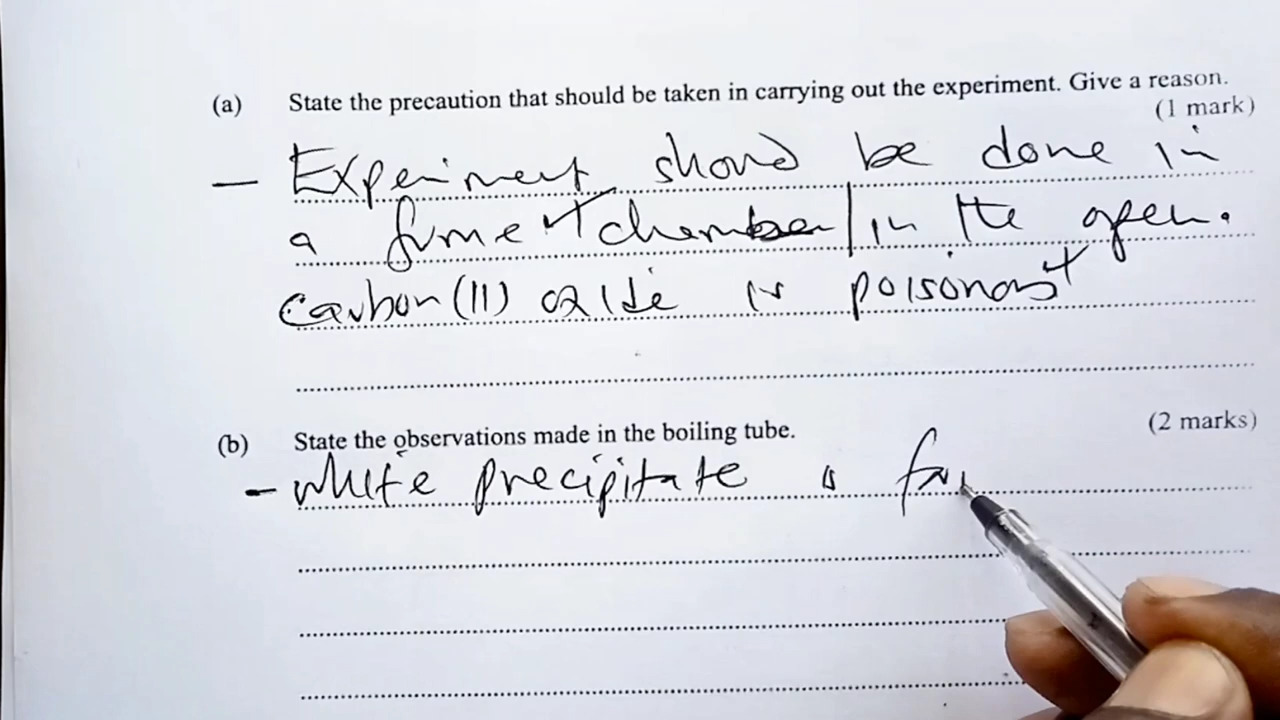 (a) State the precaution that should be taken in carrying out the experiment. Give a reason.
(1 mark)
— Experiment should be done in
a fume chamber/in the open.
Carbon(II) oxide is poisonous
(b) State the observations made in the boiling tube.
(2 marks)
- White precipitate is